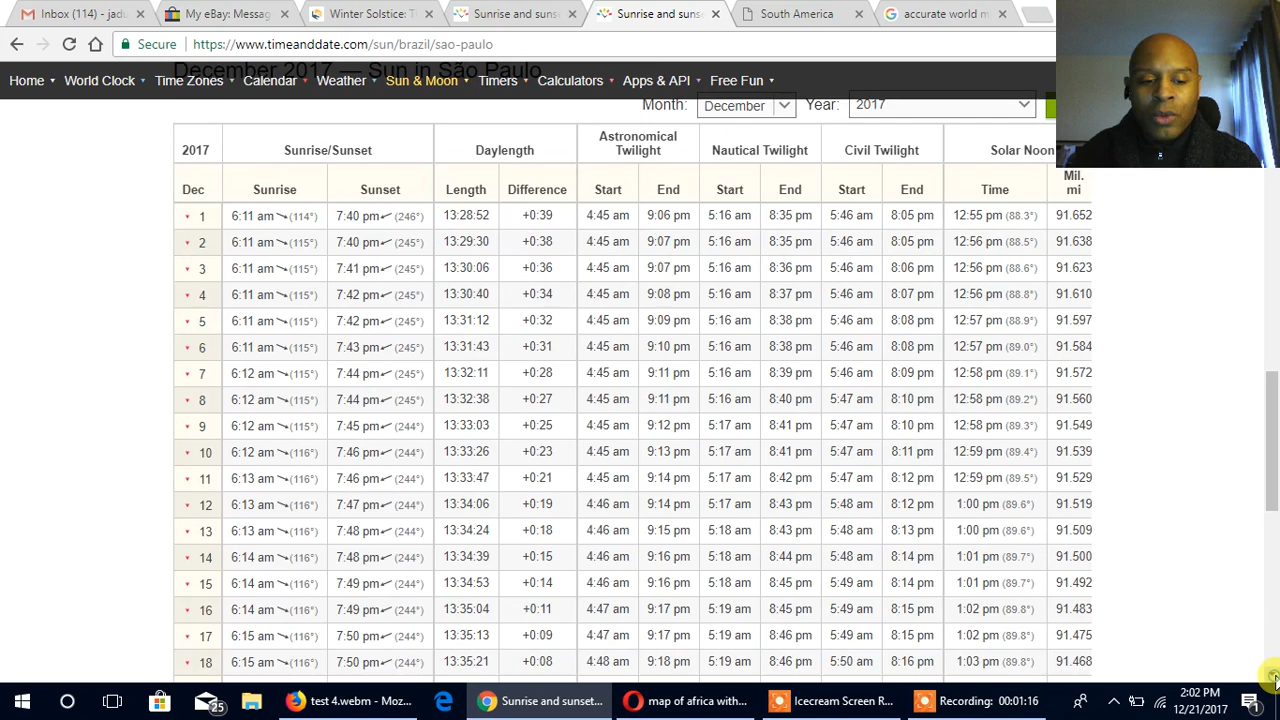 Inbox (114) - jadu
My eBay: Messag
Winter Solstice: Th
Sunrise and suns
Sunrise and suns
South America
accurate world m
Secure
https://www.timeanddate.com/sun/brazil/sao-paulo
December 2017 — Sun in São Paulo
Home World Clock Time Zones Calendar Weather Sun & Moon Timers Calculators Apps & API Free Fun
Month: December Year: 2017
2017 Sunrise/Sunset Daylength Astronomical Twilight Nautical Twilight Civil Twilight Solar Noon
Dec Sunrise Sunset Length Difference Start End Start End Start End Time Mil. mi
1 6:11 am (114°) 7:40 pm (246°) 13:28:52 +0:39 4:45 am 9:06 pm 5:16 am 8:35 pm 5:46 am 8:05 pm 12:55 pm (88.3°) 91.652
2 6:11 am (115°) 7:40 pm (245°) 13:29:30 +0:38 4:45 am 9:07 pm 5:16 am 8:35 pm 5:46 am 8:05 pm 12:56 pm (88.5°) 91.638
3 6:11 am (115°) 7:41 pm (245°) 13:30:06 +0:36 4:45 am 9:07 pm 5:16 am 8:36 pm 5:46 am 8:06 pm 12:56 pm (88.6°) 91.623
4 6:11 am (115°) 7:42 pm (245°) 13:30:40 +0:34 4:45 am 9:08 pm 5:16 am 8:37 pm 5:46 am 8:07 pm 12:56 pm (88.8°) 91.610
5 6:11 am (115°) 7:42 pm (245°) 13:31:12 +0:32 4:45 am 9:09 pm 5:16 am 8:38 pm 5:46 am 8:08 pm 12:57 pm (88.9°) 91.597
6 6:11 am (115°) 7:43 pm (245°) 13:31:43 +0:31 4:45 am 9:10 pm 5:16 am 8:38 pm 5:46 am 8:08 pm 12:57 pm (89.0°) 91.584
7 6:12 am (115°) 7:44 pm (245°) 13:32:11 +0:28 4:45 am 9:11 pm 5:16 am 8:39 pm 5:46 am 8:09 pm 12:58 pm (89.1°) 91.572
8 6:12 am (115°) 7:44 pm (245°) 13:32:38 +0:27 4:45 am 9:11 pm 5:16 am 8:40 pm 5:47 am 8:10 pm 12:58 pm (89.2°) 91.560
9 6:12 am (115°) 7:45 pm (244°) 13:33:03 +0:25 4:45 am 9:12 pm 5:17 am 8:41 pm 5:47 am 8:10 pm 12:58 pm (89.3°) 91.549
10 6:12 am (116°) 7:46 pm (244°) 13:33:26 +0:23 4:45 am 9:13 pm 5:17 am 8:41 pm 5:47 am 8:11 pm 12:59 pm (89.4°) 91.539
11 6:13 am (116°) 7:46 pm (244°) 13:33:47 +0:21 4:45 am 9:14 pm 5:17 am 8:42 pm 5:47 am 8:12 pm 12:59 pm (89.5°) 91.529
12 6:13 am (116°) 7:47 pm (244°) 13:34:06 +0:19 4:46 am 9:14 pm 5:17 am 8:43 pm 5:48 am 8:12 pm 1:00 pm (89.6°) 91.519
13 6:13 am (116°) 7:48 pm (244°) 13:34:24 +0:18 4:46 am 9:15 pm 5:18 am 8:43 pm 5:48 am 8:13 pm 1:00 pm (89.6°) 91.509
14 6:14 am (116°) 7:48 pm (244°) 13:34:39 +0:15 4:46 am 9:16 pm 5:18 am 8:44 pm 5:48 am 8:14 pm 1:01 pm (89.7°) 91.500
15 6:14 am (116°) 7:49 pm (244°) 13:34:53 +0:14 4:46 am 9:16 pm 5:18 am 8:45 pm 5:49 am 8:14 pm 1:01 pm (89.7°) 91.492
16 6:14 am (116°) 7:49 pm (244°) 13:35:04 +0:11 4:47 am 9:17 pm 5:19 am 8:45 pm 5:49 am 8:15 pm 1:02 pm (89.8°) 91.483
17 6:15 am (116°) 7:50 pm (244°) 13:35:13 +0:09 4:47 am 9:17 pm 5:19 am 8:46 pm 5:49 am 8:15 pm 1:02 pm (89.8°) 91.475
18 6:15 am (116°) 7:50 pm (244°) 13:35:21 +0:08 4:48 am 9:18 pm 5:19 am 8:46 pm 5:50 am 8:16 pm 1:03 pm (89.8°) 91.468
25
test 4.webm - Moz...
Sunrise and sunset...
map of africa with...
Icecream Screen R...
Recording: 00:01:16
2:02 PM
12/21/2017
1